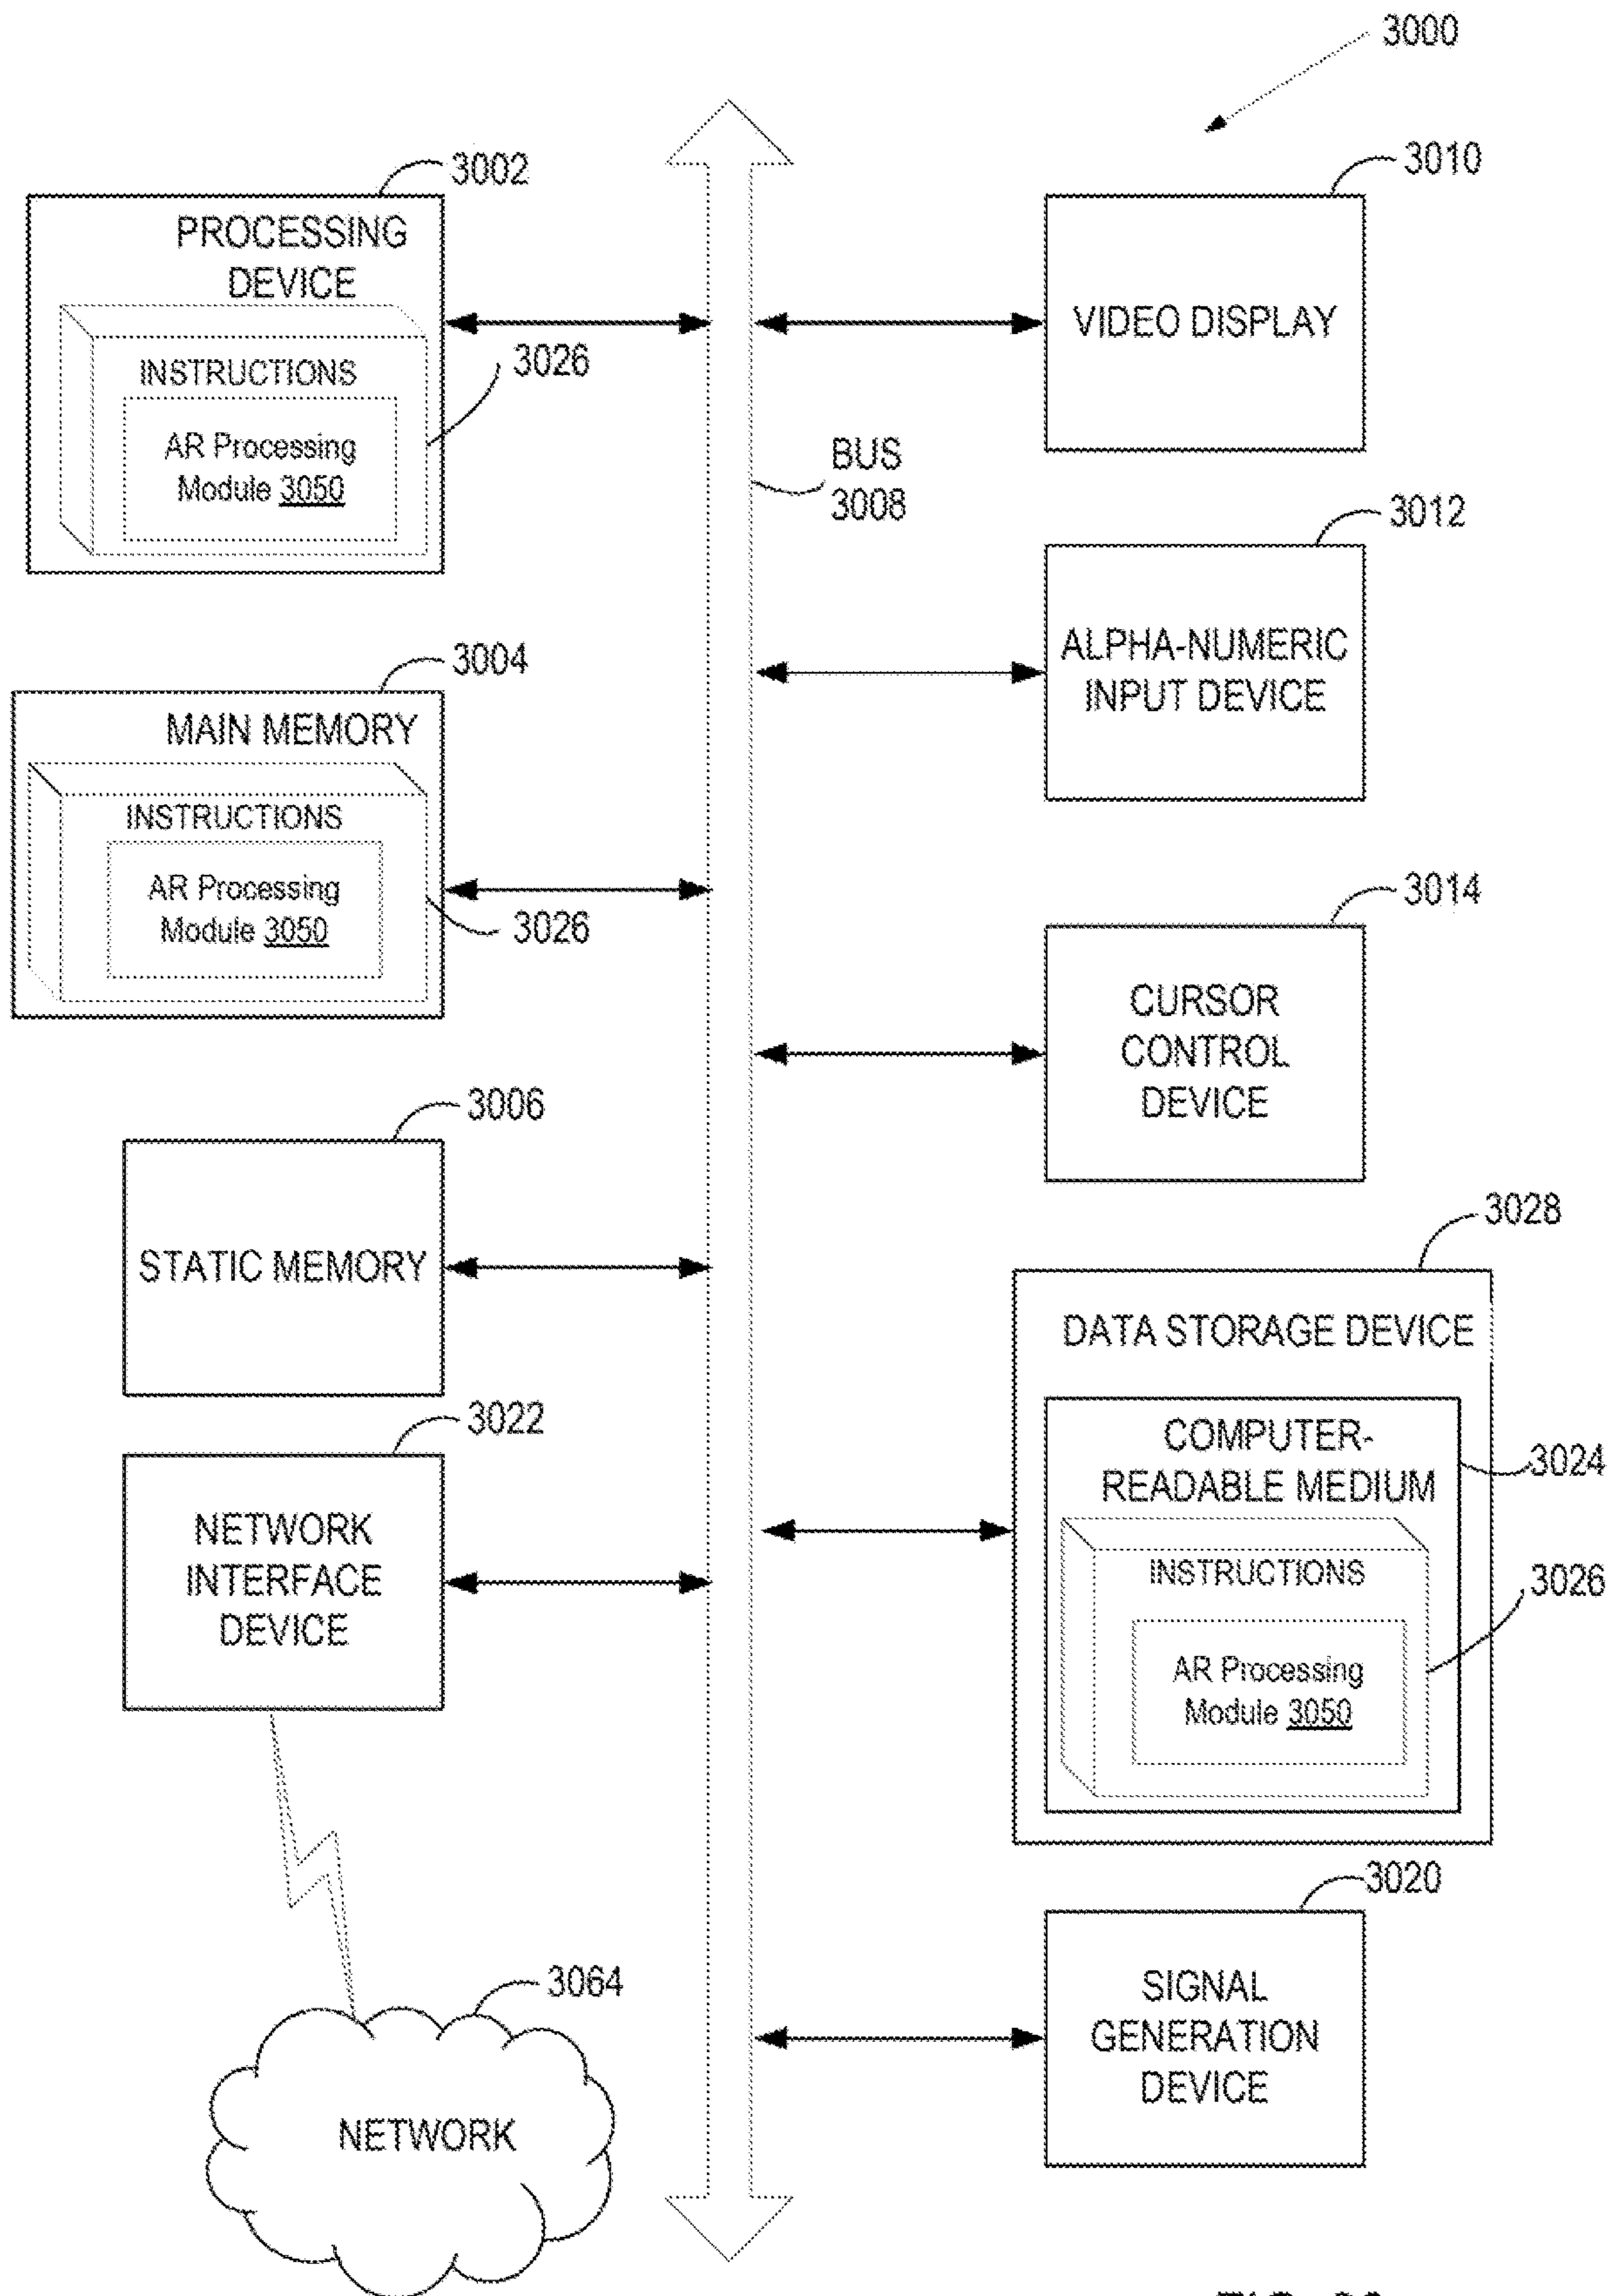 3000
3002
PROCESSING
DEVICE
INSTRUCTIONS
3026
AR Processing
Module 3050
3004
MAIN MEMORY
INSTRUCTIONS
AR Processing
Module 3050
3026
3006
STATIC MEMORY
3022
NETWORK
INTERFACE
DEVICE
3064
NETWORK
BUS
3008
3010
VIDEO DISPLAY
3012
ALPHA-NUMERIC
INPUT DEVICE
3014
CURSOR
CONTROL
DEVICE
3028
DATA STORAGE DEVICE
COMPUTER-
READABLE MEDIUM
3024
INSTRUCTIONS
3026
AR Processing
Module 3050
3020
SIGNAL
GENERATION
DEVICE